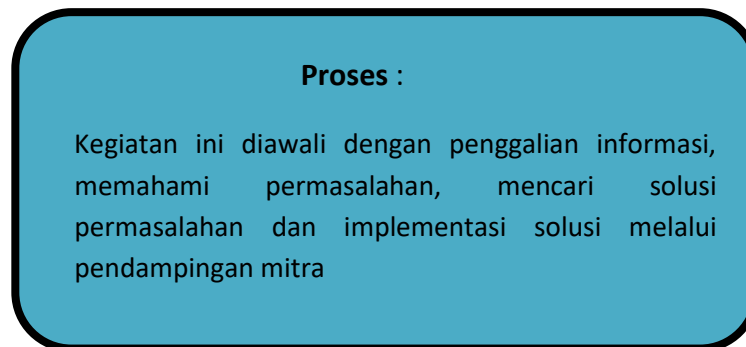 Proses :
Kegiatan ini diawali dengan penggalian informasi,
memahami permasalahan, mencari solusi
permasalahan dan implementasi solusi melalui
pendampingan mitra